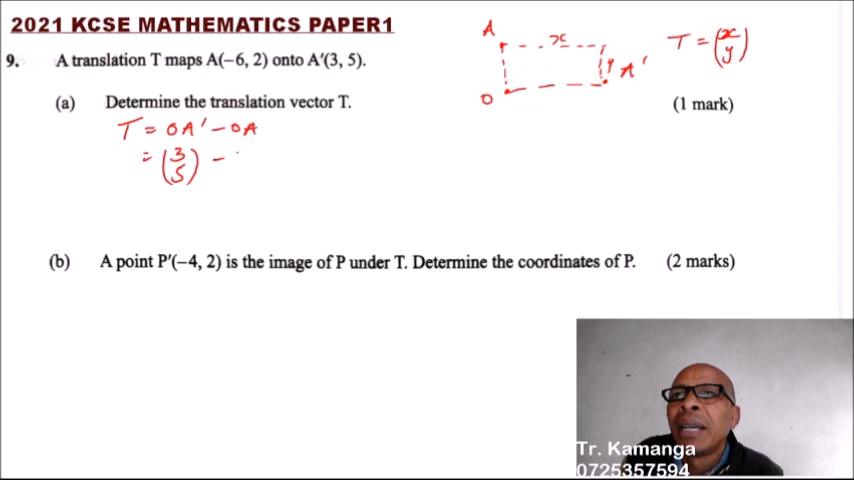 2021 KCSE MATHEMATICS PAPER1
9. A translation T maps A(−6, 2) onto A′(3, 5).
(a) Determine the translation vector T. (1 mark)
T = OA′ − OA
= (3 5) −
A
x
y A′
O
T = (x y)
(b) A point P′(−4, 2) is the image of P under T. Determine the coordinates of P. (2 marks)
Tr. Kamanga
0725357594